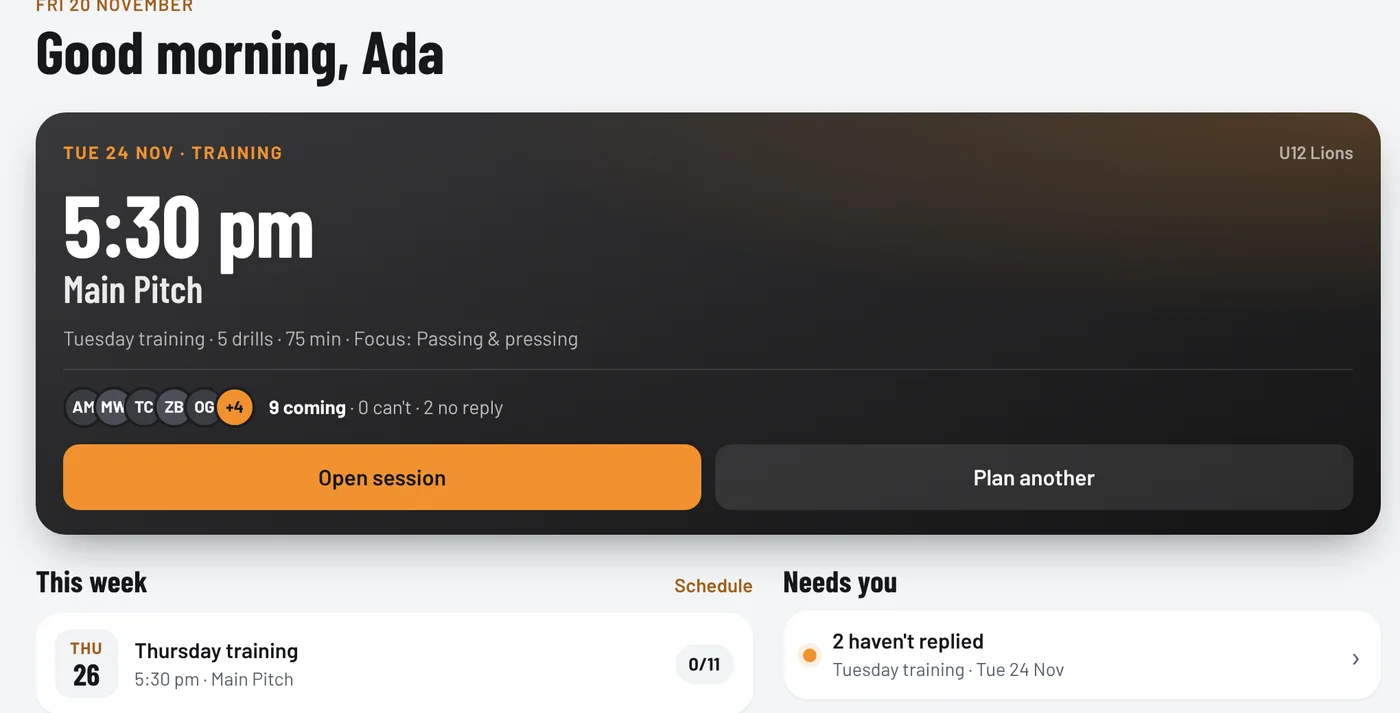 FRI 20 NOVEMBER
Good morning, Ada
TUE 24 NOV · TRAINING
U12 Lions
5:30 pm
Main Pitch
Tuesday training · 5 drills · 75 min · Focus: Passing & pressing
AM MW TC ZB OG +4 9 coming · 0 can't · 2 no reply
Open session
Plan another
This week
Schedule
THU
26
Thursday training
5:30 pm · Main Pitch
0/11
Needs you
2 haven't replied
Tuesday training · Tue 24 Nov